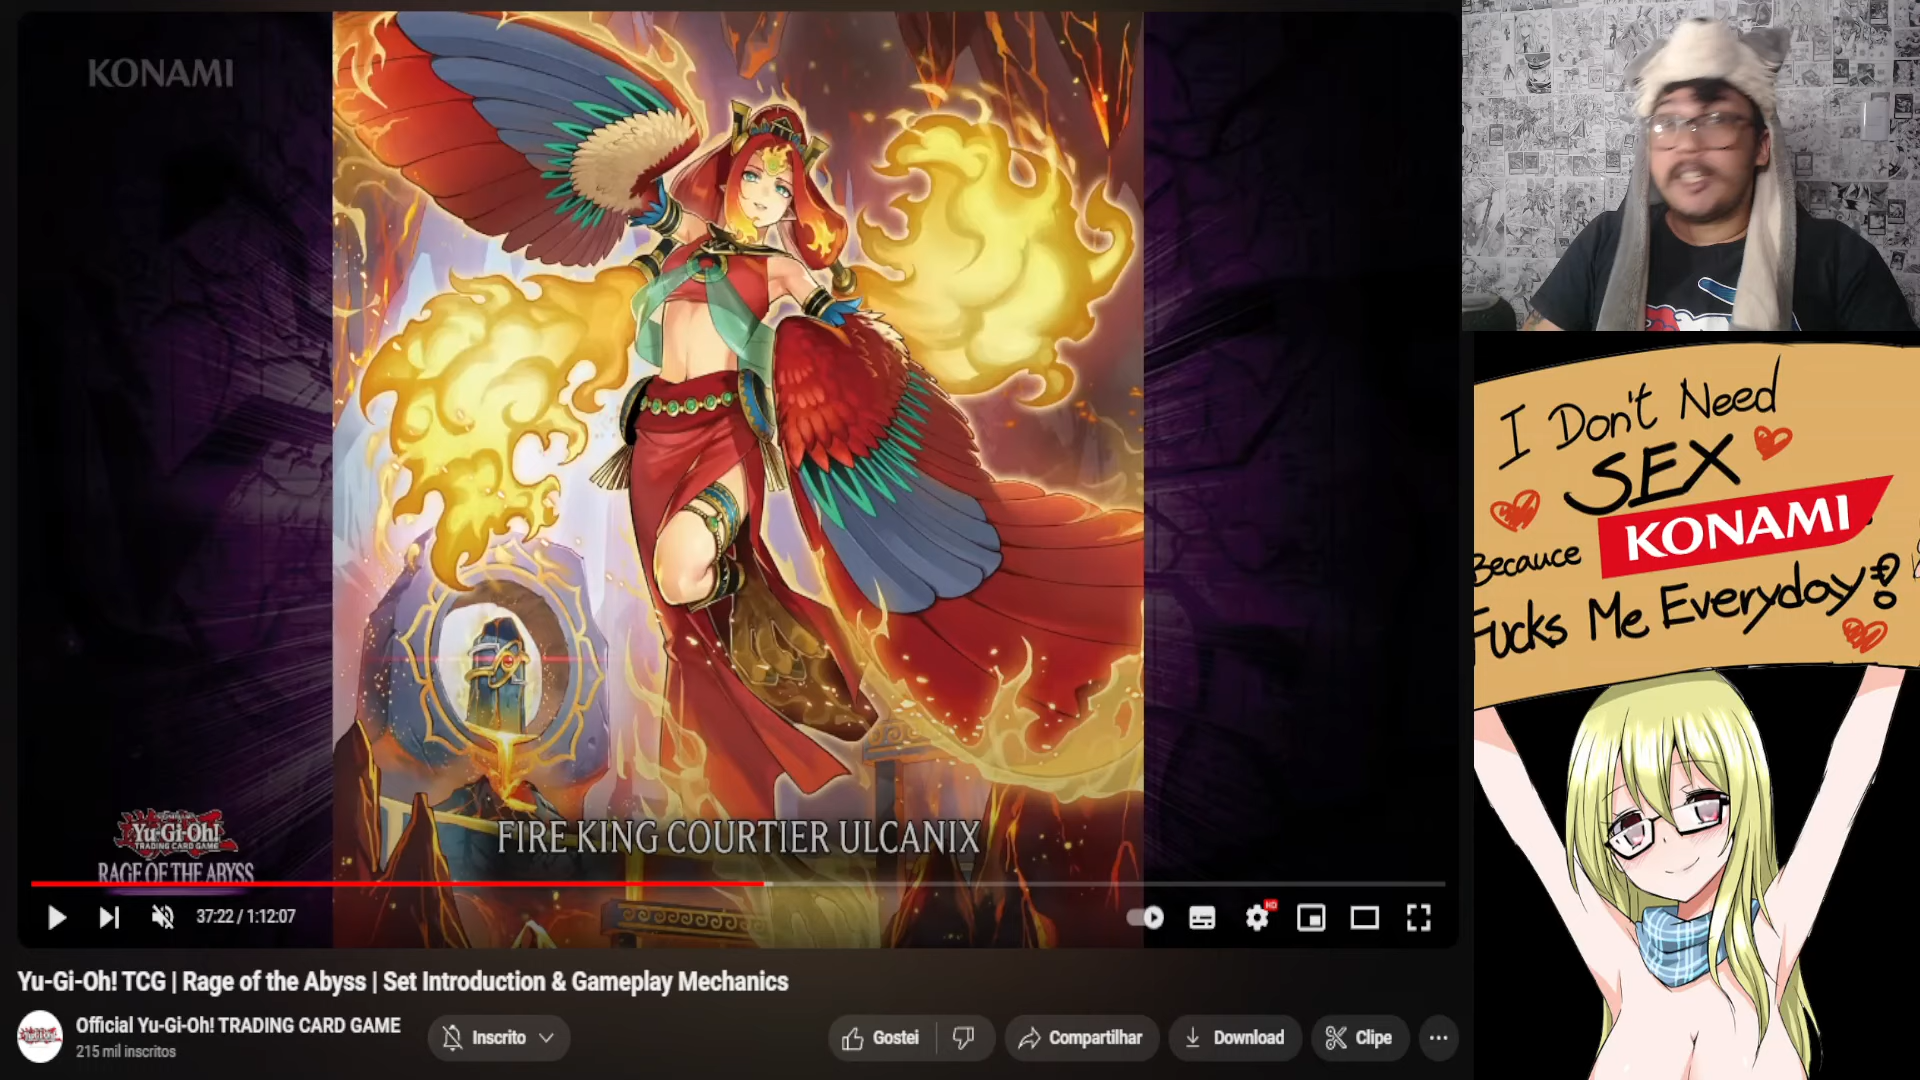 KONAMI
FIRE KING COURTIER ULCANIX
Yu-Gi-Oh!
TRADING CARD GAME
RAGE OF THE ABYSS
37:22 / 1:12:07
HD
Yu-Gi-Oh! TCG | Rage of the Abyss | Set Introduction & Gameplay Mechanics
Official Yu-Gi-Oh! TRADING CARD GAME
215 mil inscritos
Inscrito
Gostei
Compartilhar
Download
Clipe
I Don't Need
SEX
Becauce KONAMI
Fucks Me Everyday!